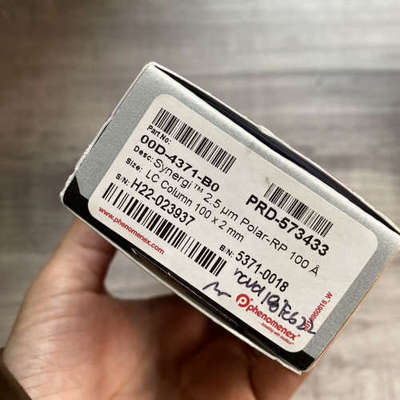 Part No:
00D-4371-B0
PRD-573433
Desc: Synergi™ 2.5 µm Polar-RP 100 Å
Size: LC Column 100 x 2 mm
S/N: H22-023937
B/N: 5371-0018
www.phenomenex.com
phenomenex